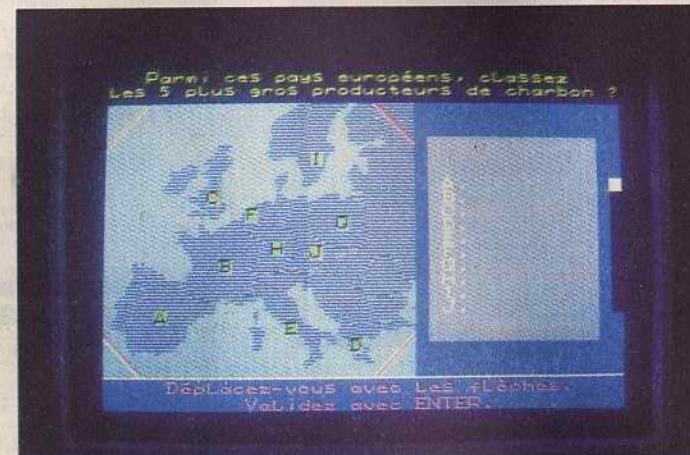 Parmi ces pays européens, classez
les 5 plus gros producteurs de charbon ?
I
F
G
H
J
B
A
E
D
Déplacez-vous avec les flèches.
Validez avec ENTER.